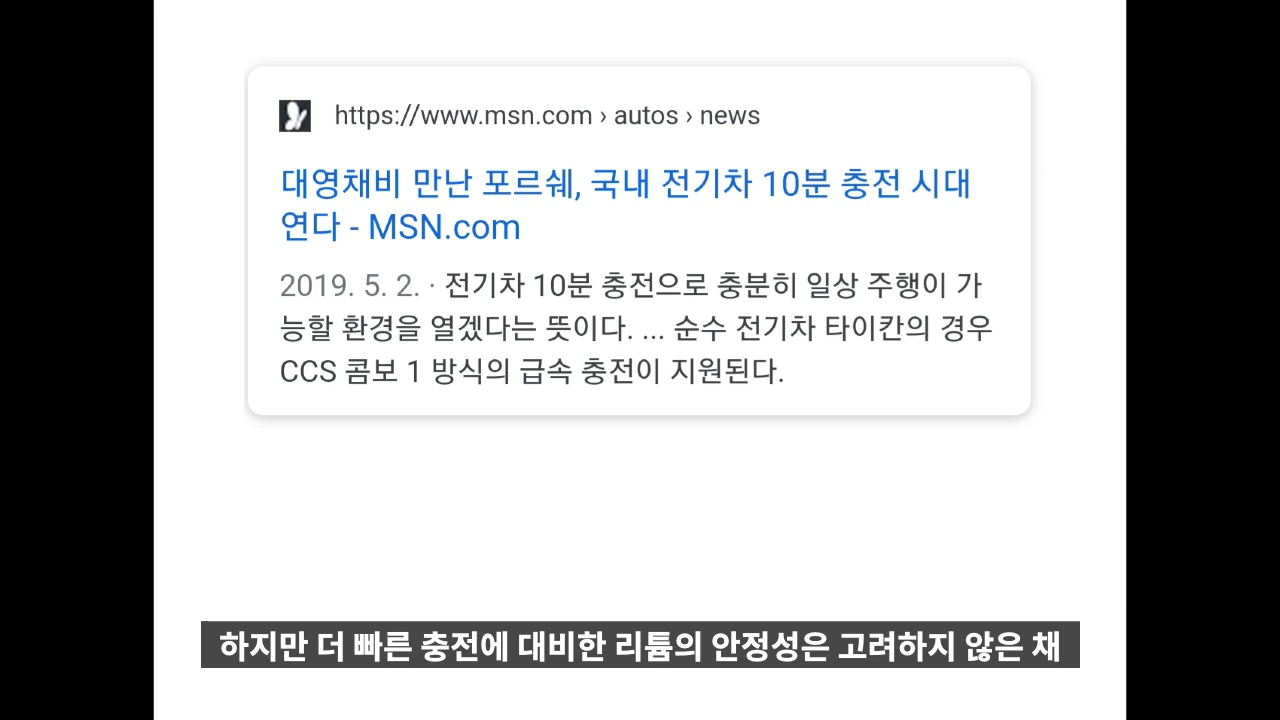 https://www.msn.com › autos › news
대영채비 만난 포르쉐, 국내 전기차 10분 충전 시대
연다 - MSN.com
2019. 5. 2. · 전기차 10분 충전으로 충분히 일상 주행이 가
능할 환경을 열겠다는 뜻이다. ... 순수 전기차 타이칸의 경우
CCS 콤보 1 방식의 급속 충전이 지원된다.
하지만 더 빠른 충전에 대비한 리튬의 안정성은 고려하지 않은 채